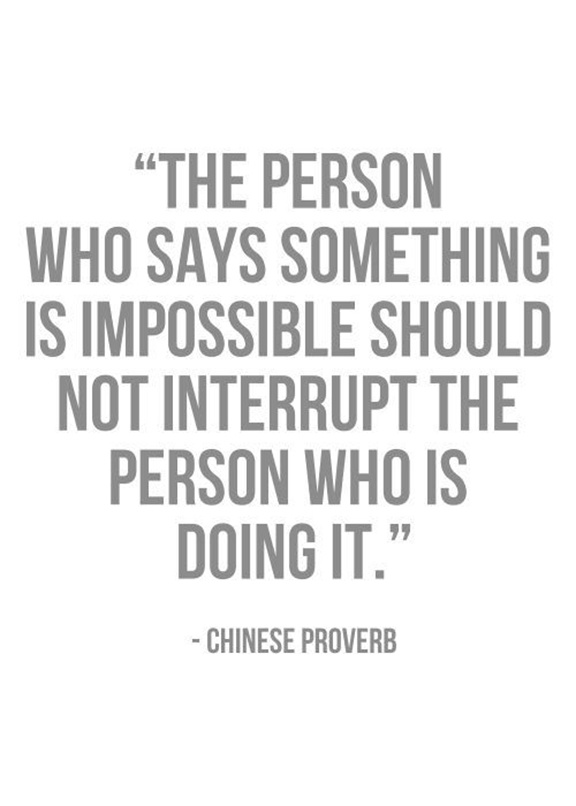 “THE PERSON
WHO SAYS SOMETHING
IS IMPOSSIBLE SHOULD
NOT INTERRUPT THE
PERSON WHO IS
DOING IT.”
- CHINESE PROVERB